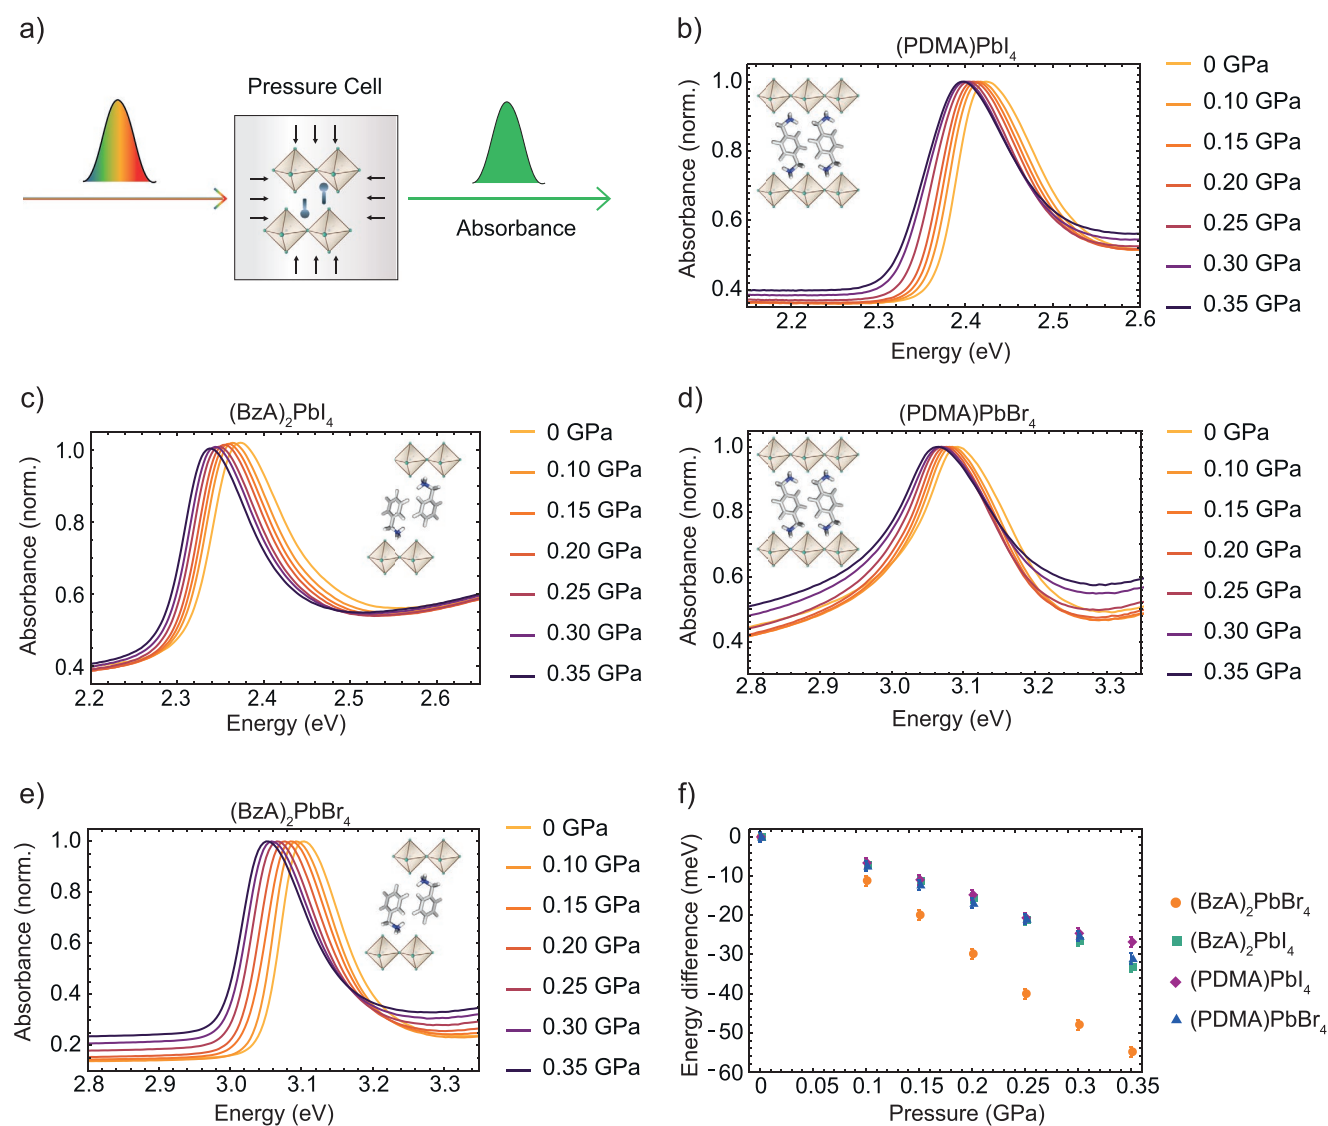 a)
Pressure Cell
Absorbance
b)
(PDMA)PbI4
Absorbance (norm.)
1.0
0.8
0.6
0.4
2.2 2.3 2.4 2.5 2.6
Energy (eV)
0 GPa
0.10 GPa
0.15 GPa
0.20 GPa
0.25 GPa
0.30 GPa
0.35 GPa
c)
(BzA)2PbI4
Absorbance (norm.)
1.0
0.8
0.6
0.4
2.2 2.3 2.4 2.5 2.6
Energy (eV)
0 GPa
0.10 GPa
0.15 GPa
0.20 GPa
0.25 GPa
0.30 GPa
0.35 GPa
d)
(PDMA)PbBr4
Absorbance (norm.)
1.0
0.8
0.6
0.4
2.8 2.9 3.0 3.1 3.2 3.3
Energy (eV)
0 GPa
0.10 GPa
0.15 GPa
0.20 GPa
0.25 GPa
0.30 GPa
0.35 GPa
e)
(BzA)2PbBr4
Absorbance (norm.)
1.0
0.8
0.6
0.4
0.2
2.8 2.9 3.0 3.1 3.2 3.3
Energy (eV)
0 GPa
0.10 GPa
0.15 GPa
0.20 GPa
0.25 GPa
0.30 GPa
0.35 GPa
f)
Energy difference (meV)
0
-10
-20
-30
-40
-50
-60
0 0.05 0.1 0.15 0.2 0.25 0.3 0.35
Pressure (GPa)
(BzA)2PbBr4
(BzA)2PbI4
(PDMA)PbI4
(PDMA)PbBr4